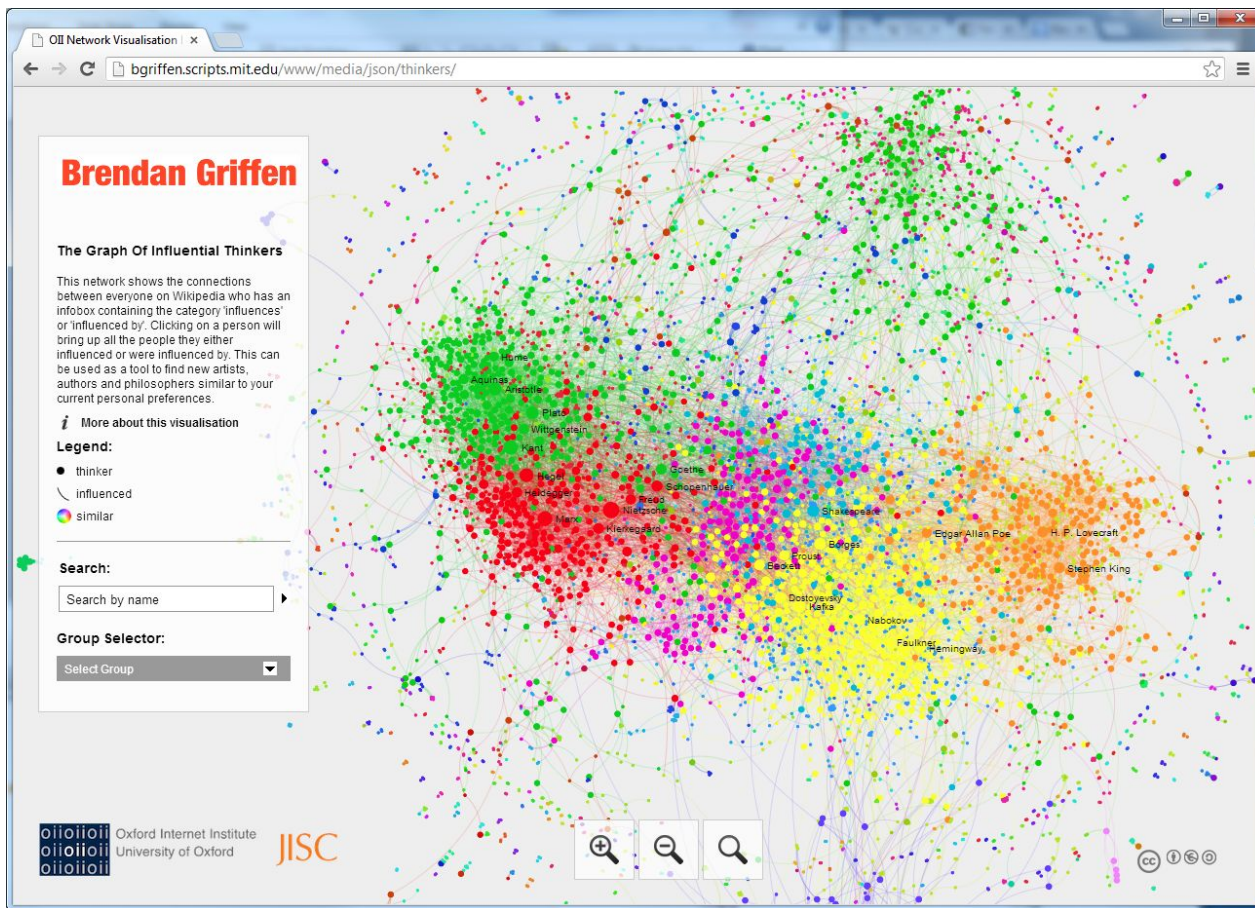 OII Network Visualisation
bgriffen.scripts.mit.edu/www/media/json/thinkers/
Brendan Griffen
The Graph Of Influential Thinkers
This network shows the connections
between everyone on Wikipedia who has an
infobox containing the category 'influences'
or 'influenced by'. Clicking on a person will
bring up all the people they either
influenced or were influenced by. This can
be used as a tool to find new artists,
authors and philosophers similar to your
current personal preferences.
i More about this visualisation
Legend:
thinker
influenced
similar
Search:
Search by name
Group Selector:
Select Group
Hume
Aquinas
Aristotle
Plato
Wittgenstein
Kant
Hegel
Heidegger
Marx
Goethe
Schopenhauer
Freud
Nietzsche
Kierkegaard
Shakespeare
Borges
Proust
Beckett
Dostoyevsky
Kafka
Nabokov
Faulkner
Hemingway
Edgar Allan Poe
H. P. Lovecraft
Stephen King
oiioiioii
oiioiioii
oiioiioii
Oxford Internet Institute
University of Oxford
JISC
cc